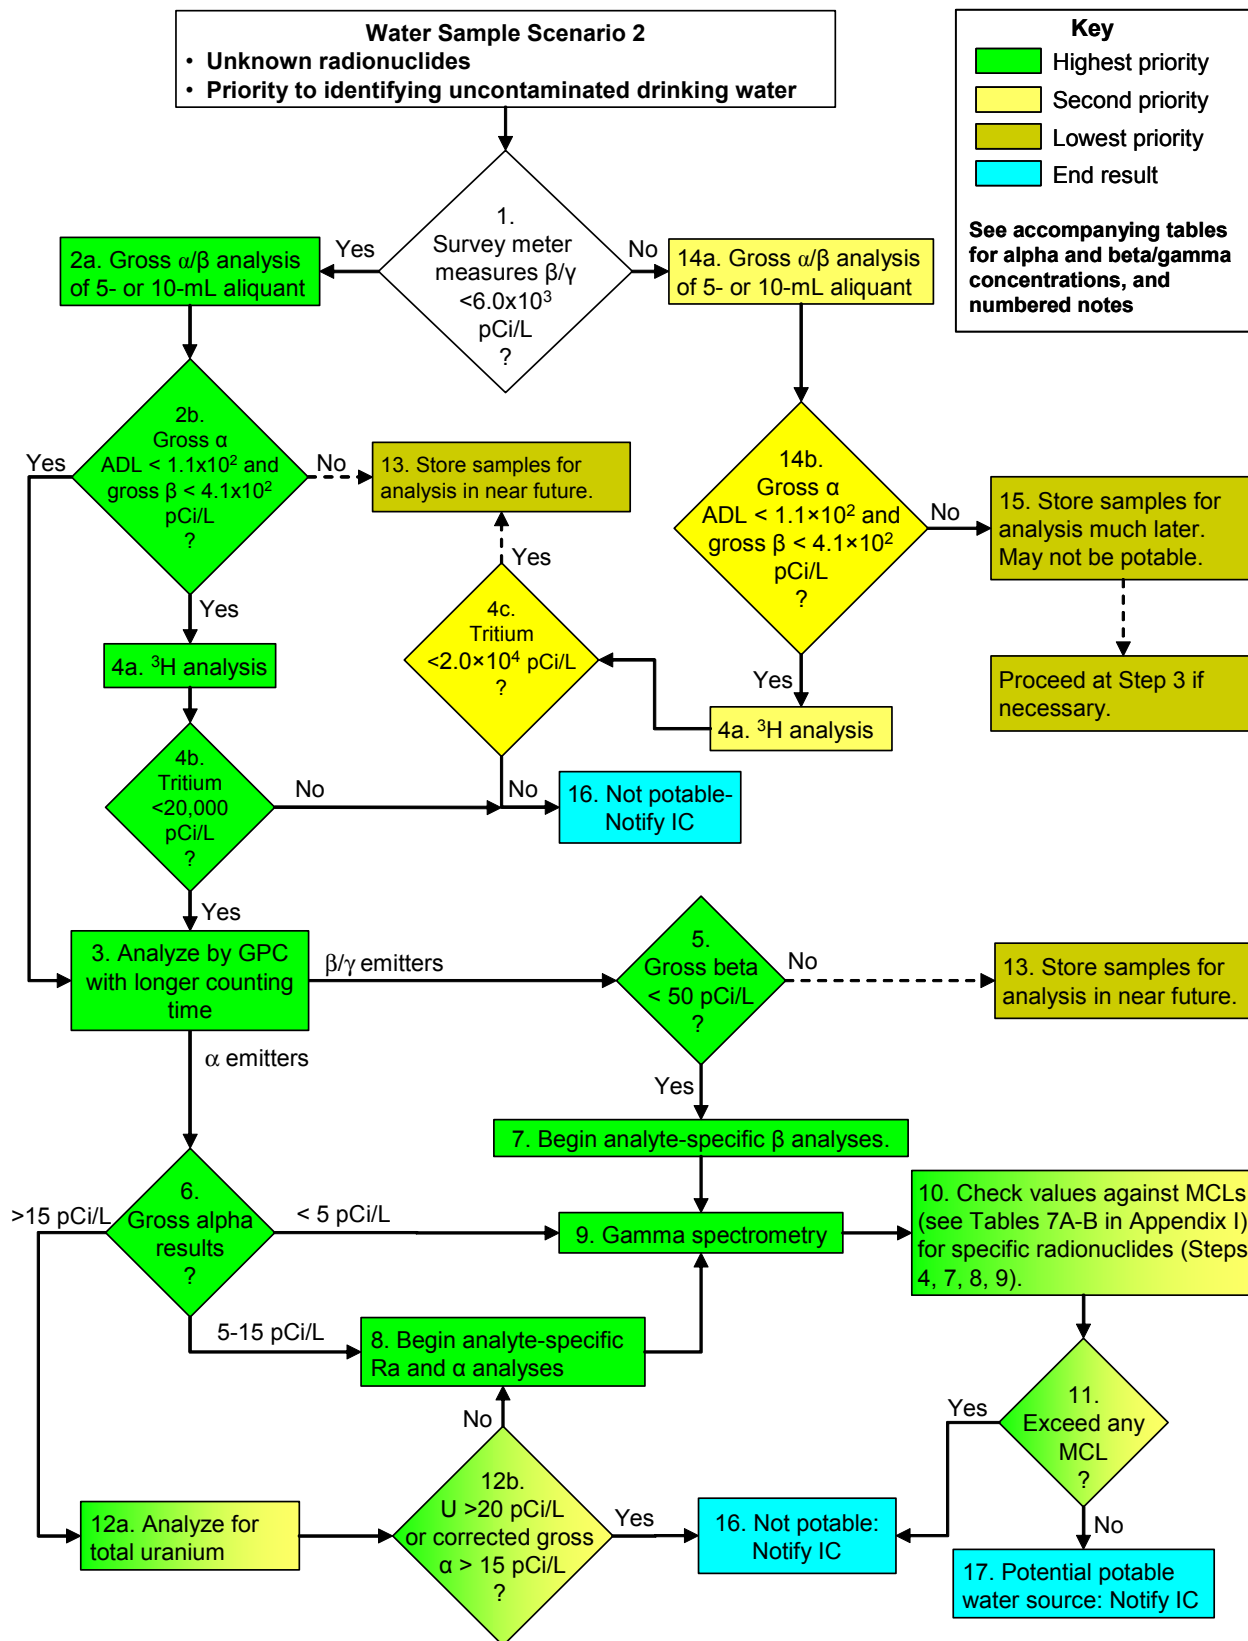 Water Sample Scenario 2
• Unknown radionuclides
• Priority to identifying uncontaminated drinking water
Key
Highest priority
Second priority
Lowest priority
End result
See accompanying tables
for alpha and beta/gamma
concentrations, and
numbered notes
1.
Survey meter
measures β/γ
<6.0x10³
pCi/L
?
Yes
No
2a. Gross α/β analysis
of 5- or 10-mL aliquant
14a. Gross α/β analysis
of 5- or 10-mL aliquant
2b.
Gross α
ADL < 1.1x10² and
gross β < 4.1x10²
pCi/L
?
Yes
No
Yes
13. Store samples for
analysis in near future.
14b.
Gross α
ADL < 1.1×10² and
gross β < 4.1×10²
pCi/L
?
No
Yes
15. Store samples for
analysis much later.
May not be potable.
Proceed at Step 3 if
necessary.
4a. ³H analysis
4c.
Tritium
<2.0×10⁴ pCi/L
?
Yes
No
4a. ³H analysis
4b.
Tritium
<20,000
pCi/L
?
No
Yes
16. Not potable-
Notify IC
3. Analyze by GPC
with longer counting
time
β/γ emitters
α emitters
5.
Gross beta
< 50 pCi/L
?
No
Yes
13. Store samples for
analysis in near future.
7. Begin analyte-specific β analyses.
6.
Gross alpha
results
?
>15 pCi/L
< 5 pCi/L
5-15 pCi/L
9. Gamma spectrometry
10. Check values against MCLs
(see Tables 7A-B in Appendix I)
for specific radionuclides (Steps
4, 7, 8, 9).
8. Begin analyte-specific
Ra and α analyses
No
11.
Exceed any
MCL
?
Yes
No
12a. Analyze for
total uranium
12b.
U >20 pCi/L
or corrected gross
α > 15 pCi/L
?
Yes
16. Not potable:
Notify IC
17. Potential potable
water source: Notify IC